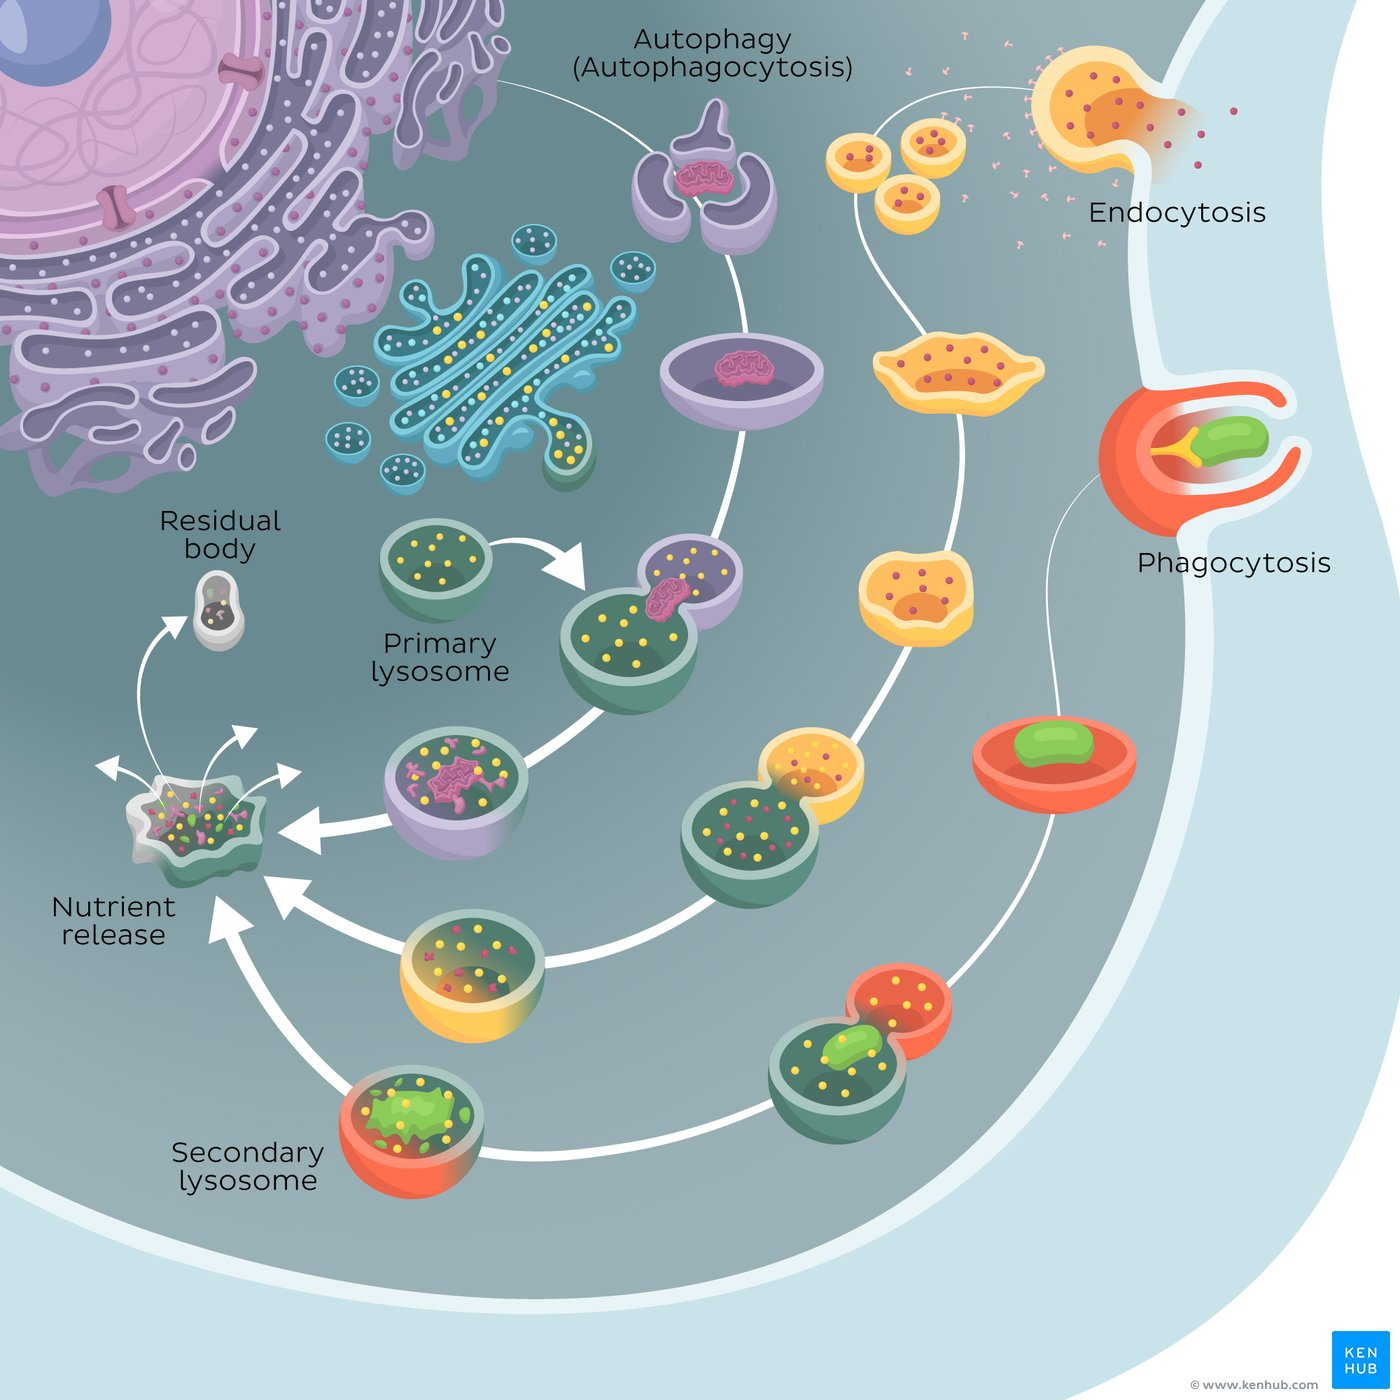 Autophagy
(Autophagocytosis)
Endocytosis
Residual
body
Phagocytosis
Primary
lysosome
Nutrient
release
Secondary
lysosome
KEN
HUB
© www.kenhub.com